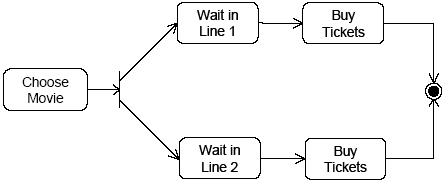 Choose
Movie
Wait in
Line 1
Buy
Tickets
Wait in
Line 2
Buy
Tickets